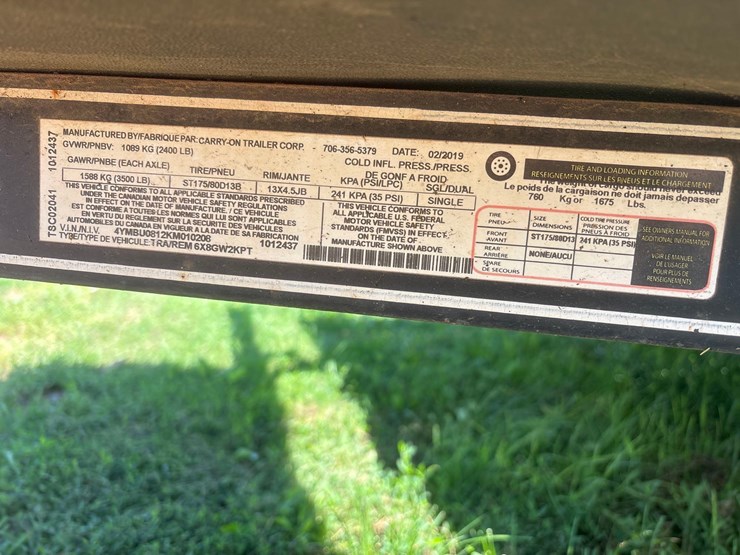 TSC02041 1012437
MANUFACTURED BY/FABRIQUE PAR: CARRY-ON TRAILER CORP. 706-356-5379 DATE: 02/2019
GVWR/PNBV: 1089 KG (2400 LB)
COLD INFL. PRESS./PRESS.
DE GONF A FROID
GAWR/PNBE (EACH AXLE) TIRE/PNEU RIM/JANTE KPA (PSI/LPC) SGL/DUAL
1588 KG (3500 LB) ST175/80D13B 13X4.5JB 241 KPA (35 PSI) SINGLE
THIS VEHICLE CONFORMS TO ALL APPLICABLE STANDARDS PRESCRIBED
UNDER THE CANADIAN MOTOR VEHICLE SAFETY REGULATIONS
IN EFFECT ON THE DATE OF MANUFACTURE. / CE VEHICULE
EST CONFORME A TOUTES LES NORMES QUI LUI SONT APPLICABLES
EN VERTU DU REGLEMENT SUR LA SECURITE DES VEHICULES
AUTOMOBILES DU CANADA EN VIGUEUR A LA DATE DE SA FABRICATION
V.I.N./N.I.V. 4YMBU0812KM010208
TYPE/TYPE DE VEHICULE TRA/REM 6X8GW2KPT 1012437
THIS VEHICLE CONFORMS TO
ALL APPLICABLE U.S. FEDERAL
MOTOR VEHICLE SAFETY
STANDARDS (FMVSS) IN EFFECT
ON THE DATE OF
MANUFACTURE SHOWN ABOVE
TIRE AND LOADING INFORMATION
RENSEIGNEMENTS SUR LES PNEUS ET LE CHARGEMENT
The weight of cargo should never exceed
Le poids de la cargaison ne doit jamais depasser
760 Kg or 1675 Lbs.
TIRE PNEU SIZE DIMENSIONS COLD TIRE PRESSURE PRESSION DES PNEUS À FROID
FRONT AVANT ST175/80D13 241 KPA (35 PSI)
REAR ARRIÈRE NONE/AUCU
SPARE DE SECOURS
SEE OWNERS MANUAL FOR
ADDITIONAL INFORMATION
VOIR LE MANUEL
DE L'USAGER
POUR PLUS DE
RENSEIGNEMENTS